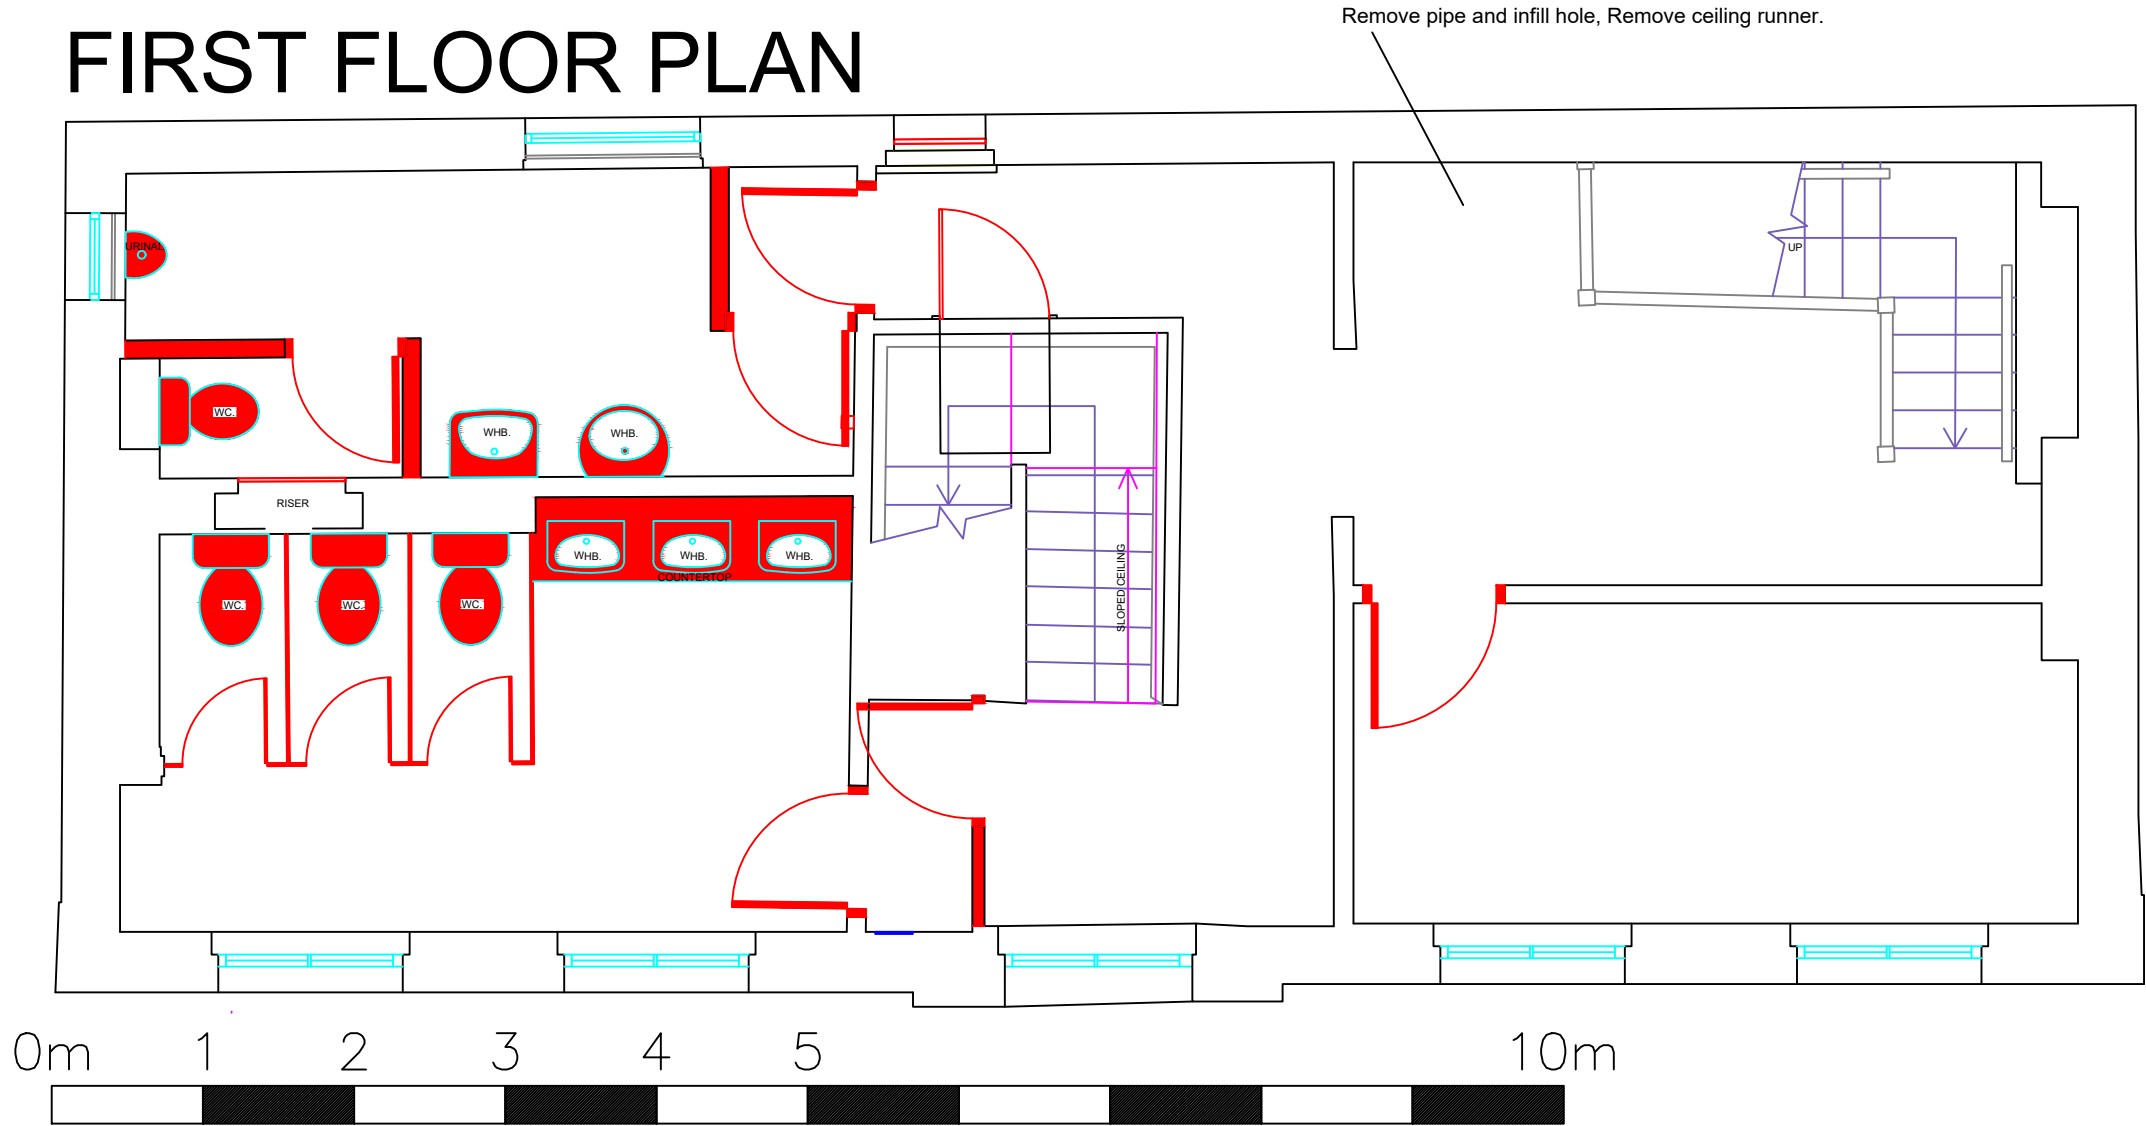 Remove pipe and infill hole, Remove ceiling runner.
FIRST FLOOR PLAN
URINAL
UP
WC.
WHB.
WHB.
RISER
WHB.
WHB.
WHB.
COUNTERTOP
SLOPED CEILING
WC.
WC.
WC.
0m 1 2 3 4 5 10m